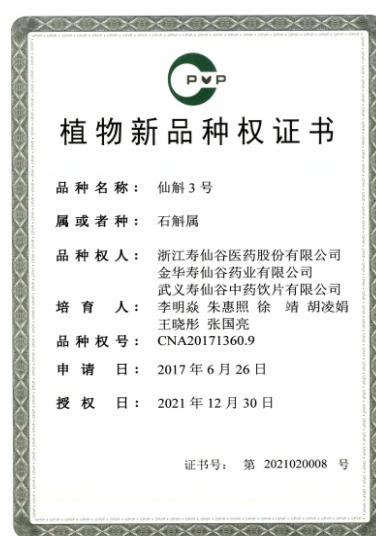 PVP
植物新品种权证书
品种名称：仙斛3号
属或者种：石斛属
品种权人：浙江寿仙谷医药股份有限公司
金华寿仙谷药业有限公司
武义寿仙谷中药饮片有限公司
培育人：李明焱 朱惠照 徐靖 胡凌娟
王晓彤 张国亮
品种权号：CNA20171360.9
申请日：2017年6月26日
授权日：2021年12月30日
证书号：第 2021020008 号